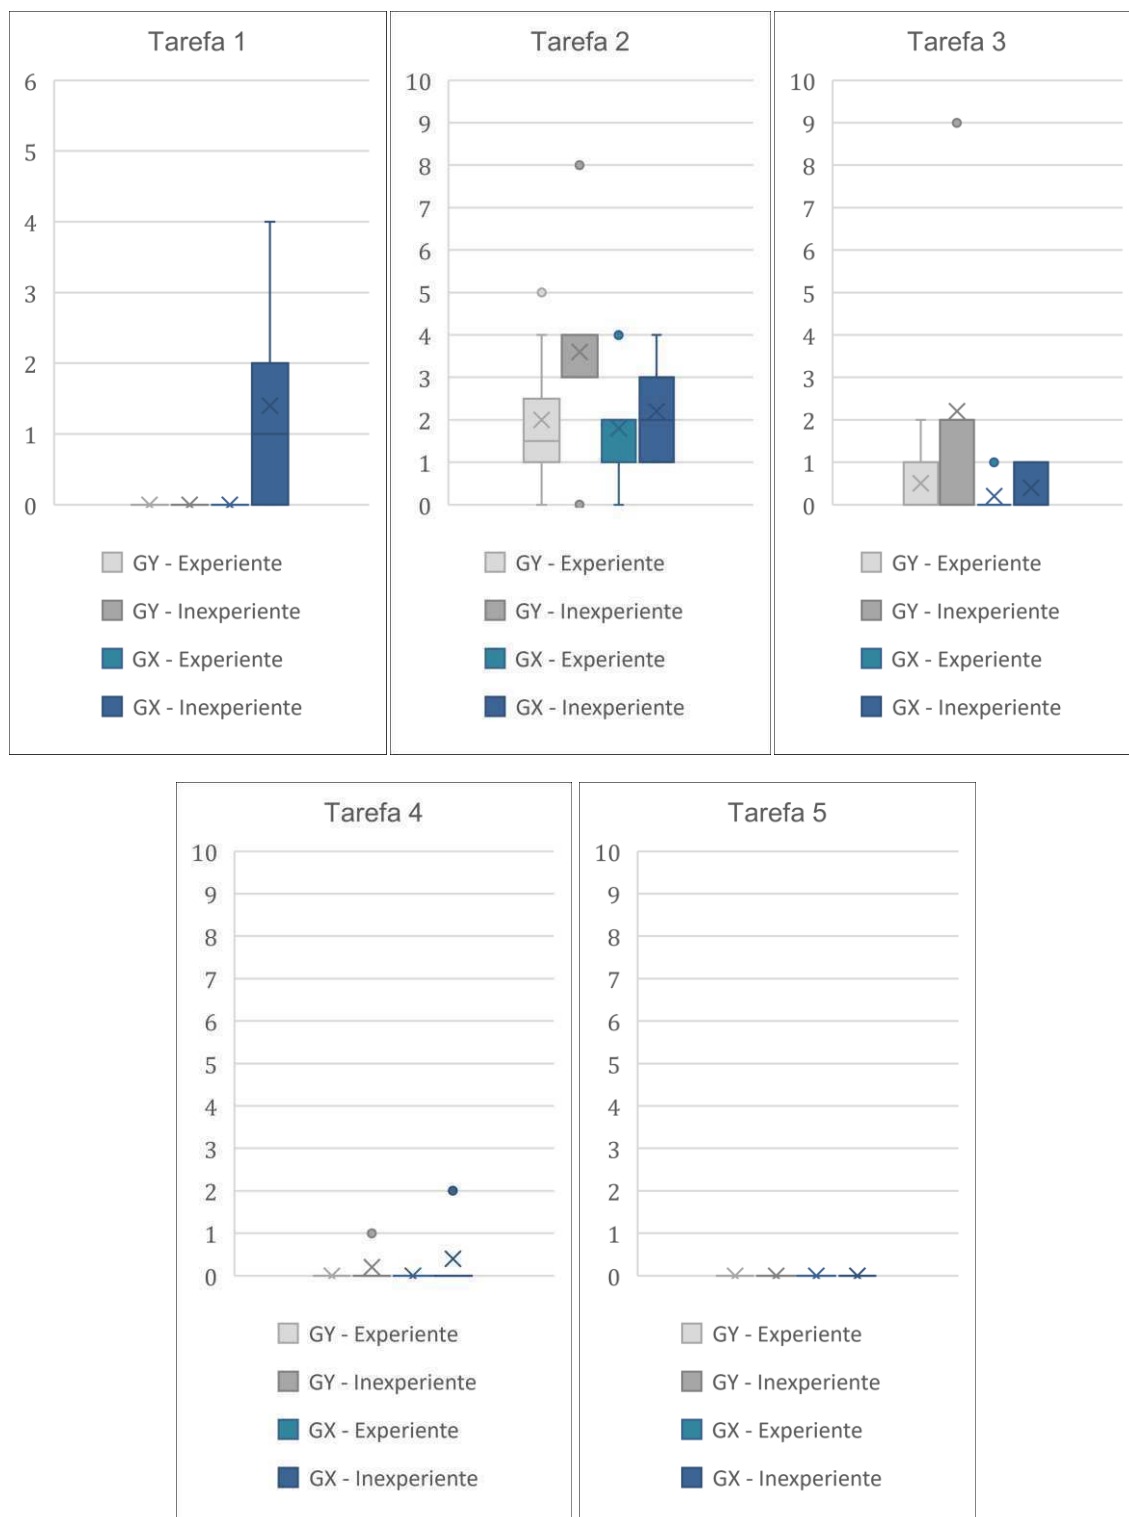 Tarefa 1
6
5
4
3
2
1
0
GY - Experiente
GY - Inexperiente
GX - Experiente
GX - Inexperiente
Tarefa 2
10
9
8
7
6
5
4
3
2
1
0
GY - Experiente
GY - Inexperiente
GX - Experiente
GX - Inexperiente
Tarefa 3
10
9
8
7
6
5
4
3
2
1
0
GY - Experiente
GY - Inexperiente
GX - Experiente
GX - Inexperiente
Tarefa 4
10
9
8
7
6
5
4
3
2
1
0
GY - Experiente
GY - Inexperiente
GX - Experiente
GX - Inexperiente
Tarefa 5
10
9
8
7
6
5
4
3
2
1
0
GY - Experiente
GY - Inexperiente
GX - Experiente
GX - Inexperiente